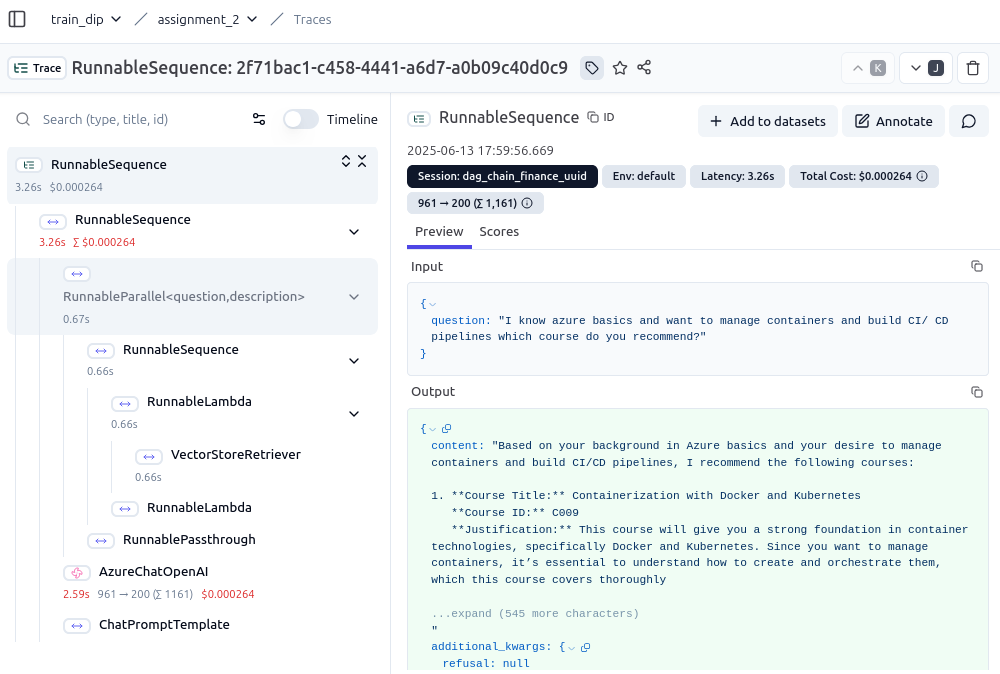 train_dip / assignment_2 / Traces
Trace RunnableSequence: 2f71bac1-c458-4441-a6d7-a0b09c40d0c9 K J
Search (type, title, id) Timeline
RunnableSequence
3.26s $0.000264
RunnableSequence
3.26s Σ $0.000264
RunnableParallel<question,description>
0.67s
RunnableSequence
0.66s
RunnableLambda
0.66s
VectorStoreRetriever
0.66s
RunnableLambda
RunnablePassthrough
AzureChatOpenAI
2.59s 961 → 200 (Σ 1161) $0.000264
ChatPromptTemplate
RunnableSequence ID
+ Add to datasets Annotate
2025-06-13 17:59:56.669
Session: dag_chain_finance_uuid Env: default Latency: 3.26s Total Cost: $0.000264
961 → 200 (Σ 1,161)
Preview Scores
Input
{
question: "I know azure basics and want to manage containers and build CI/ CD
pipelines which course do you recommend?"
}
Output
{
content: "Based on your background in Azure basics and your desire to manage
containers and build CI/CD pipelines, I recommend the following courses:
1. **Course Title:** Containerization with Docker and Kubernetes
**Course ID:** C009
**Justification:** This course will give you a strong foundation in container
technologies, specifically Docker and Kubernetes. Since you want to manage
containers, it’s essential to understand how to create and orchestrate them,
which this course covers thoroughly
...expand (545 more characters)
"
additional_kwargs: {
refusal: null